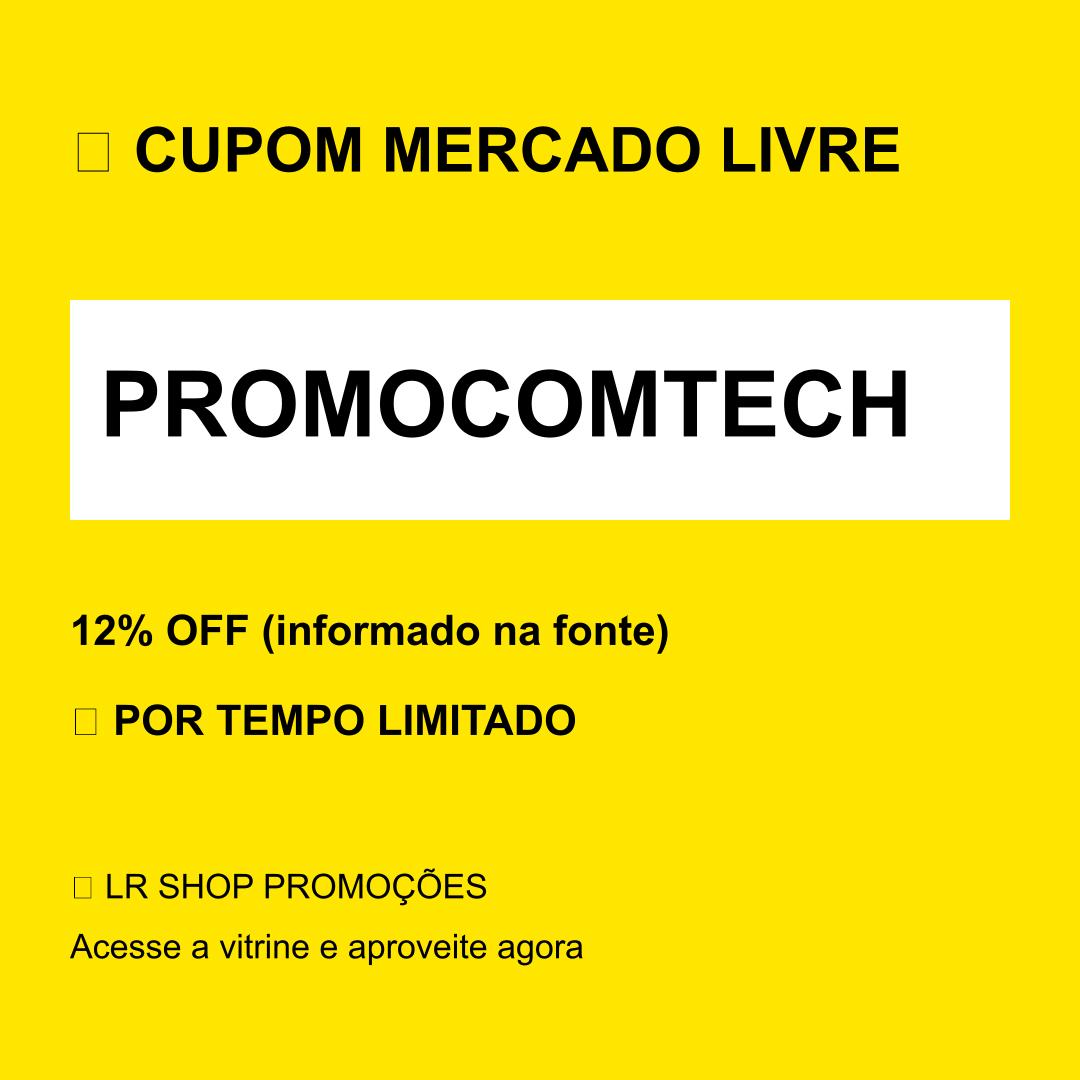 □ CUPOM MERCADO LIVRE
PROMOCOMTECH
12% OFF (informado na fonte)
□ POR TEMPO LIMITADO
□ LR SHOP PROMOÇÕES
Acesse a vitrine e aproveite agora